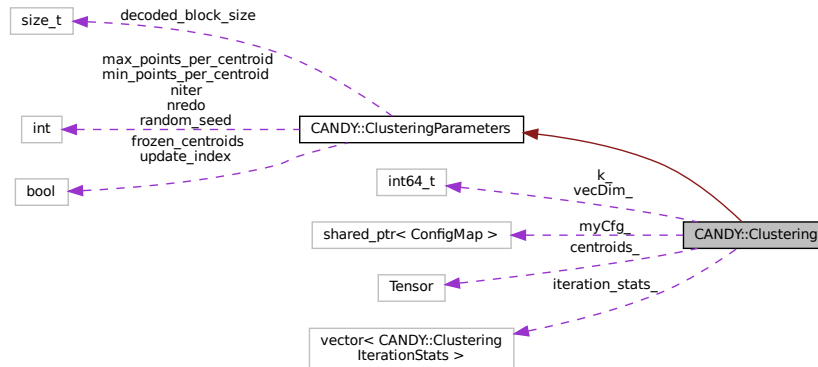 decoded_block_size
size_t
max_points_per_centroid
min_points_per_centroid
niter
nredo
random_seed
int
CANDY::ClusteringParameters
frozen_centroids
update_index
bool
k_
vecDim_
int64_t
myCfg_
shared_ptr< ConfigMap >
CANDY::Clustering
centroids_
Tensor
iteration_stats_
vector< CANDY::Clustering
IterationStats >